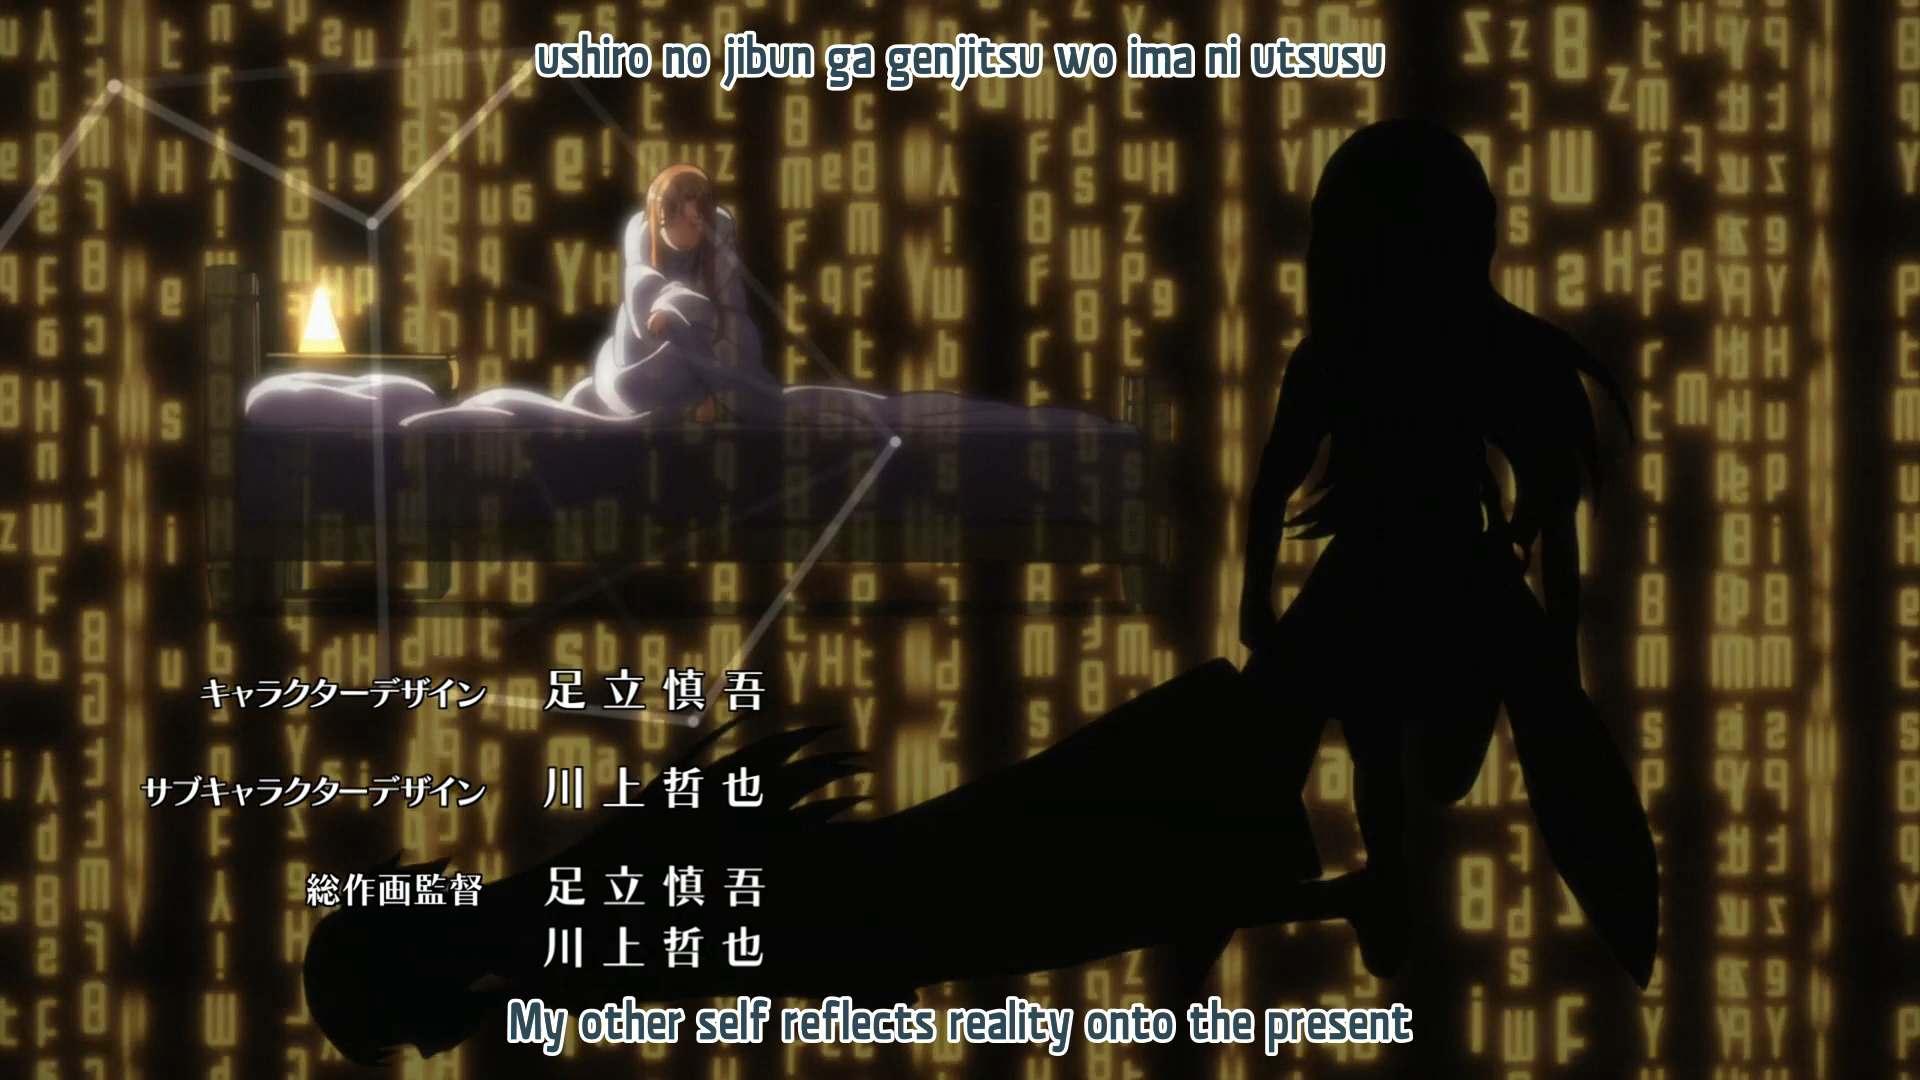 ushiro no jibun ga genjitsu wo ima ni utsusu
キャラクターデザイン 足立慎吾
サブキャラクターデザイン 川上哲也
総作画監督 足立慎吾
川上哲也
My other self reflects reality onto the present